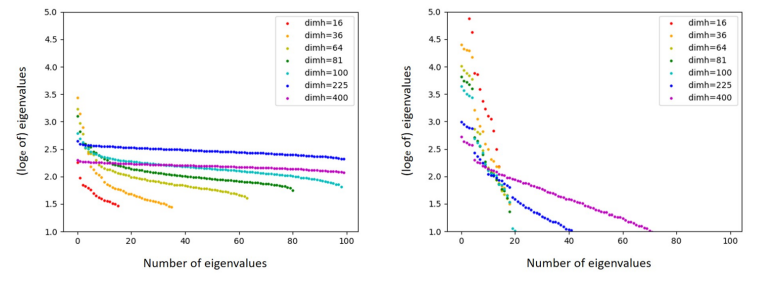 5.0
4.5
4.0
3.5
3.0
2.5
2.0
1.5
1.0
(loge of) eigenvalues
0 20 40 60 80 100
Number of eigenvalues
dimh=16
dimh=36
dimh=64
dimh=81
dimh=100
dimh=225
dimh=400
5.0
4.5
4.0
3.5
3.0
2.5
2.0
1.5
1.0
(loge of) eigenvalues
0 20 40 60 80 100
Number of eigenvalues
dimh=16
dimh=36
dimh=64
dimh=81
dimh=100
dimh=225
dimh=400